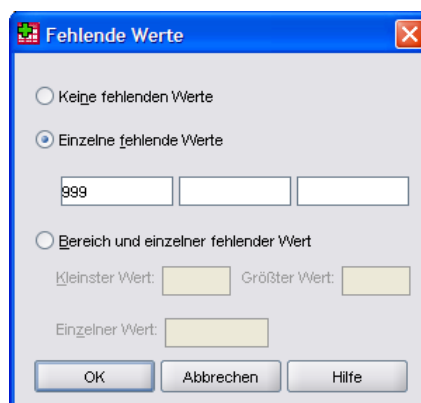 Fehlende Werte
Keine fehlenden Werte
Einzelne fehlende Werte
999
Bereich und einzelner fehlender Wert
Kleinster Wert: Größter Wert:
Einzelner Wert:
OK Abbrechen Hilfe